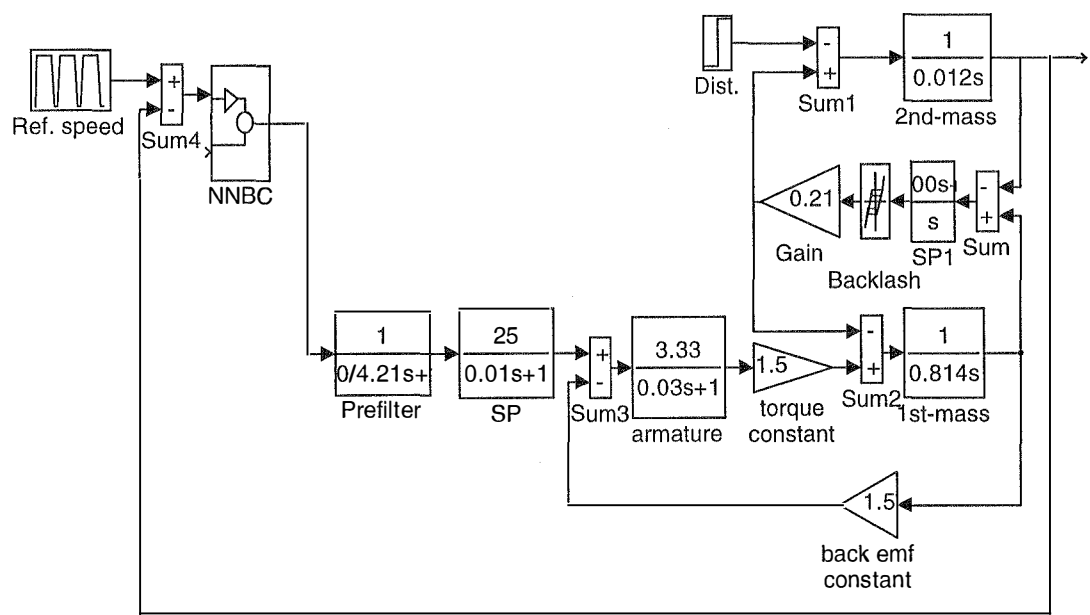 Ref. speed
+
-
Sum4
NNBC
Dist.
-
+
Sum1
1
0.012s
2nd-mass
0.21
Gain
Backlash
00s+
s
SP1
-
+
Sum
1
0/4.21s+
Prefilter
25
0.01s+1
SP
+
-
Sum3
3.33
0.03s+1
armature
1.5
torque
constant
-
+
Sum2
1
0.814s
1st-mass
1.5
back emf
constant